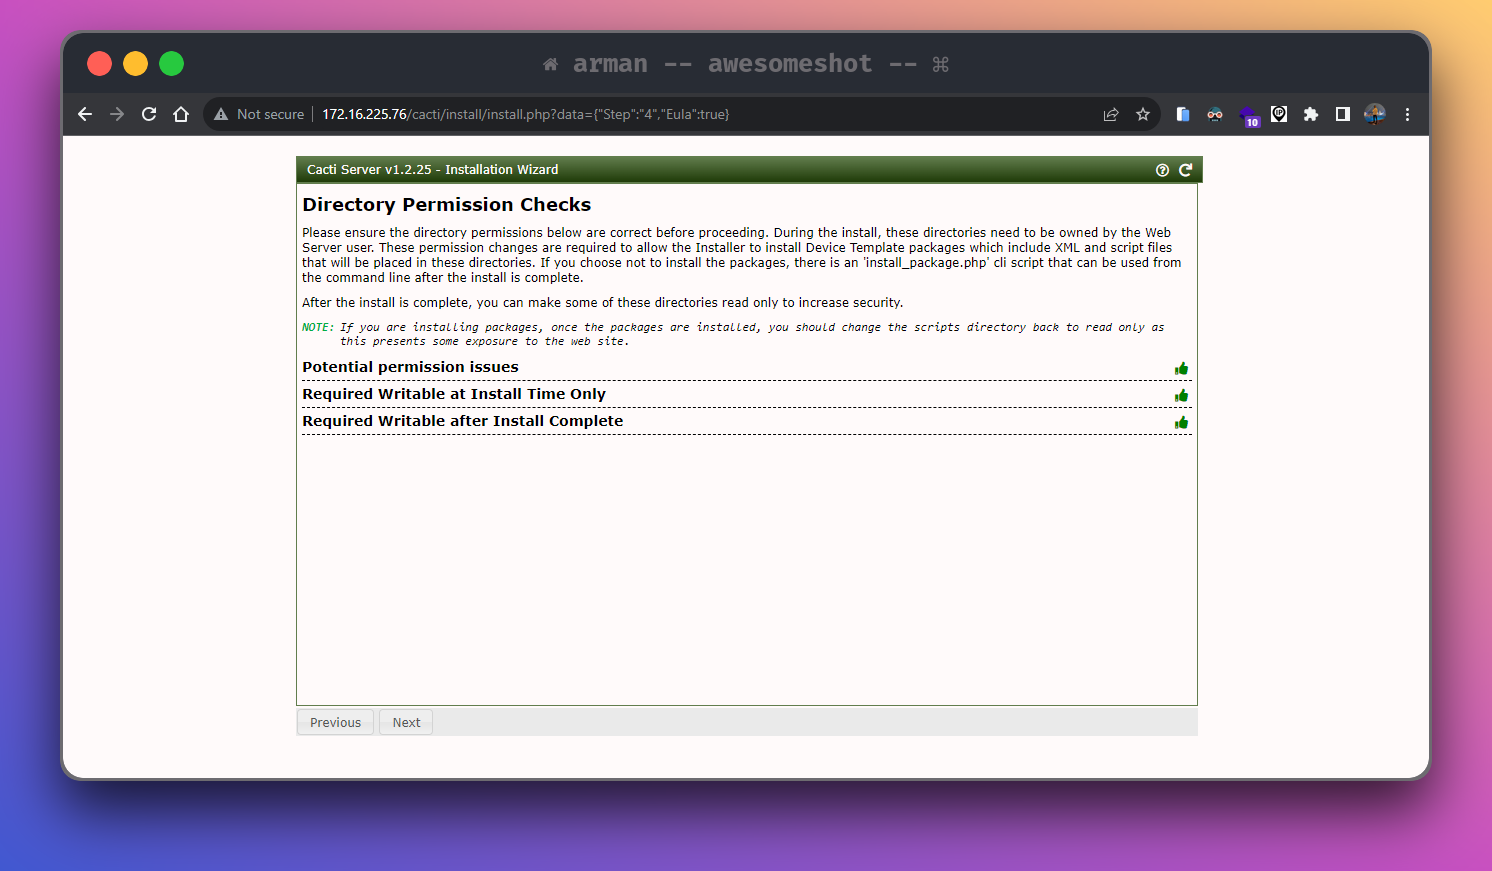 arman -- awesomeshot -- ⌘
Not secure | 172.16.225.76/cacti/install/install.php?data={"Step":"4","Eula":true}
10
Cacti Server v1.2.25 - Installation Wizard
Directory Permission Checks
Please ensure the directory permissions below are correct before proceeding. During the install, these directories need to be owned by the Web
Server user. These permission changes are required to allow the Installer to install Device Template packages which include XML and script files
that will be placed in these directories. If you choose not to install the packages, there is an 'install_package.php' cli script that can be used from
the command line after the install is complete.
After the install is complete, you can make some of these directories read only to increase security.
NOTE: If you are installing packages, once the packages are installed, you should change the scripts directory back to read only as
this presents some exposure to the web site.
Potential permission issues
Required Writable at Install Time Only
Required Writable after Install Complete
Previous Next